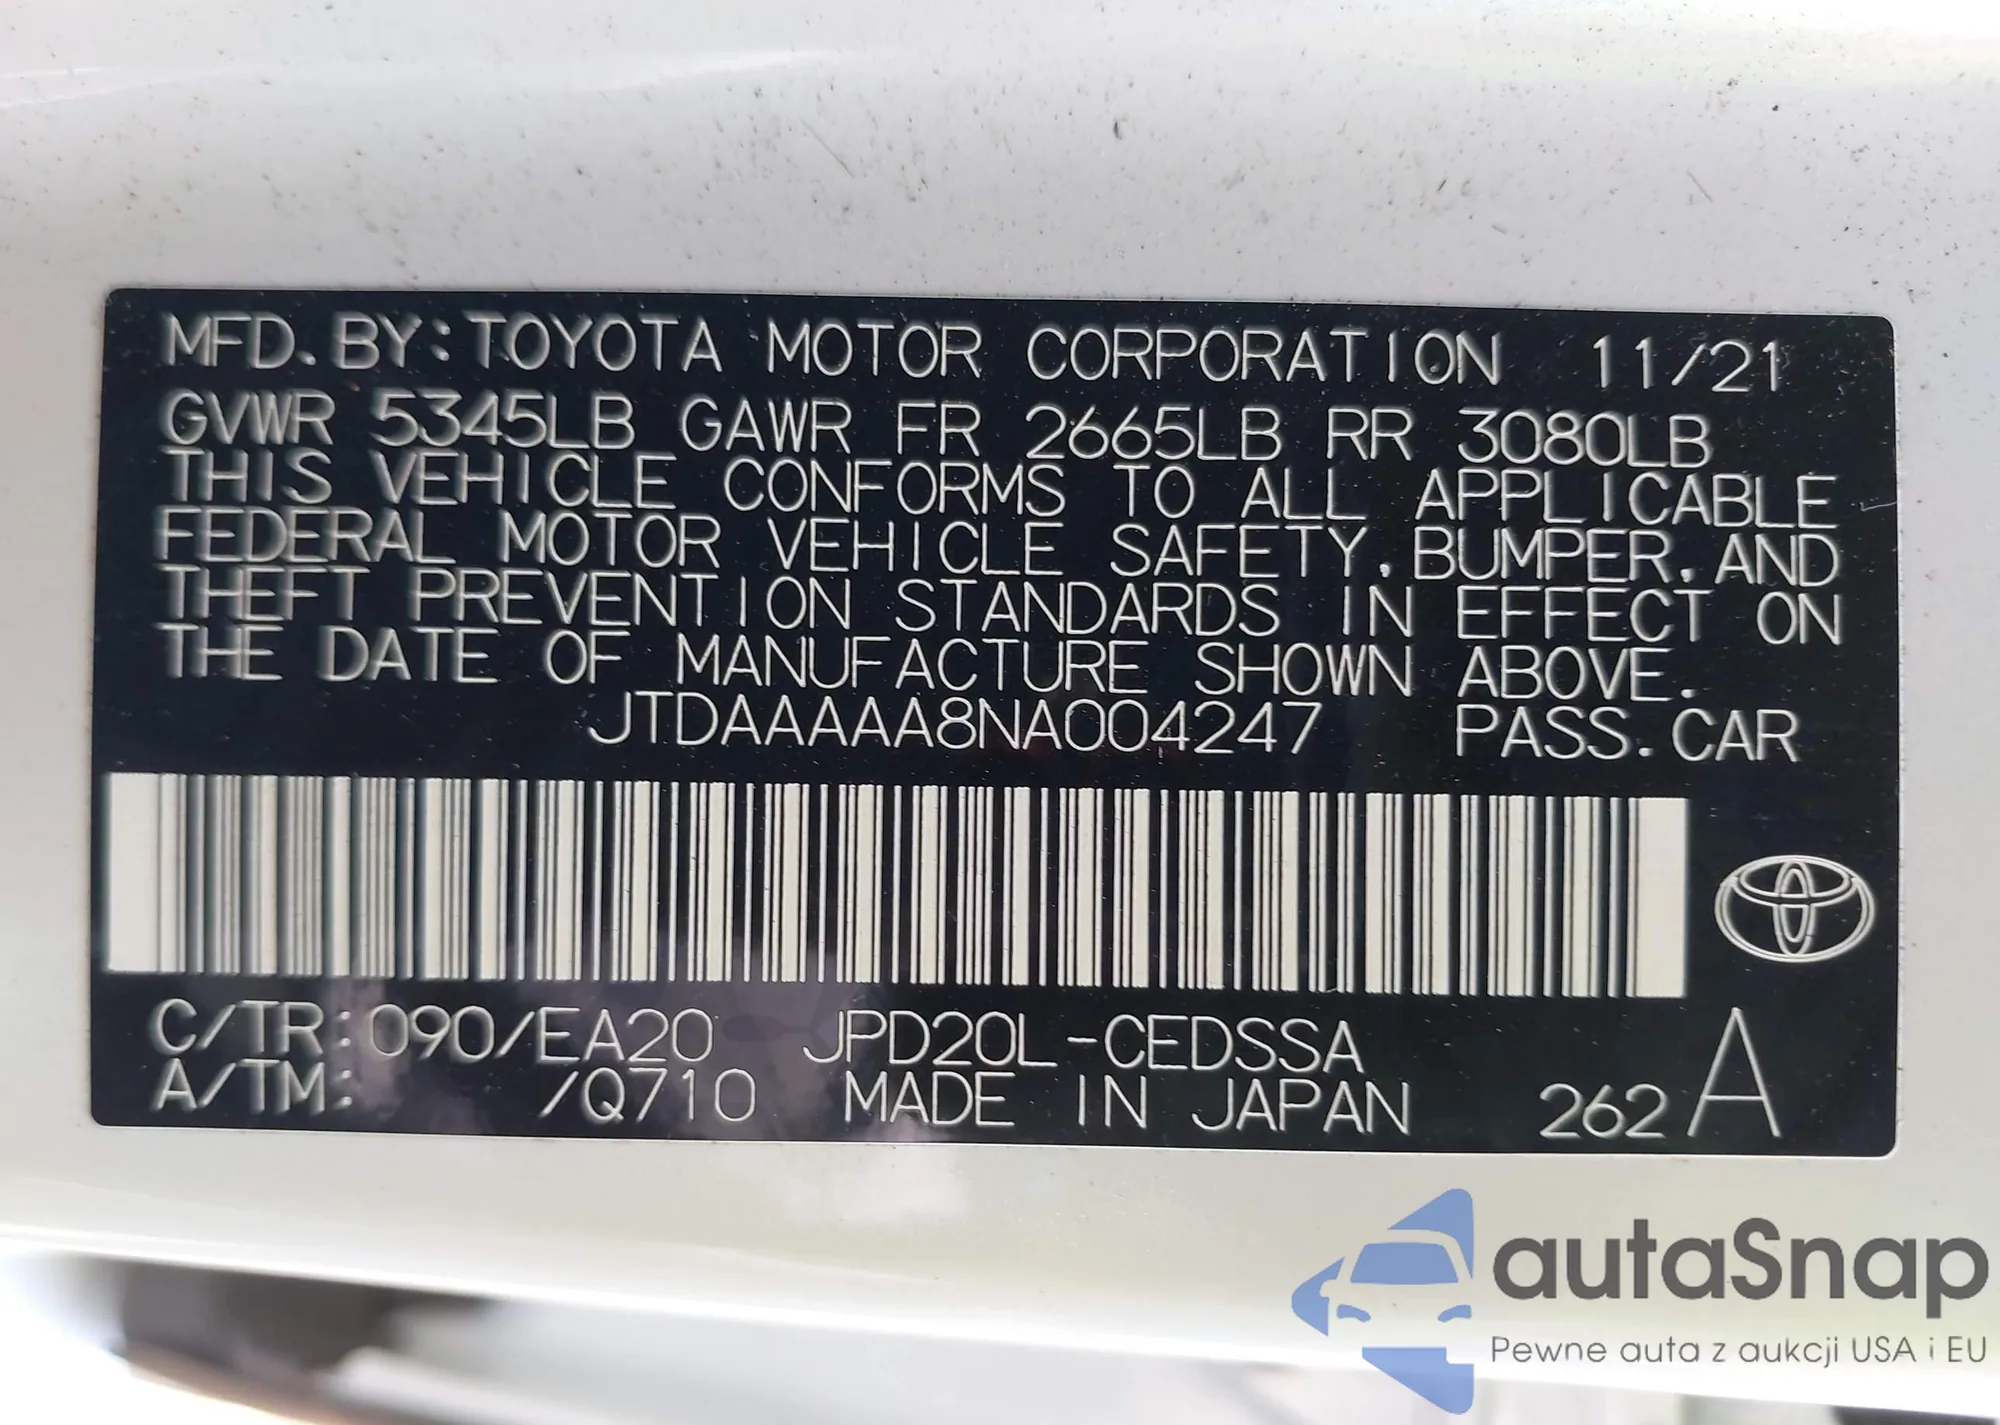 MFD. BY: TOYOTA MOTOR CORPORATION 11/21
GVWR 5345LB GAWR FR 2665LB RR 3080LB
THIS VEHICLE CONFORMS TO ALL APPLICABLE
FEDERAL MOTOR VEHICLE SAFETY, BUMPER, AND
THEFT PREVENTION STANDARDS IN EFFECT ON
THE DATE OF MANUFACTURE SHOWN ABOVE.
JTDAAAAAA8NA004247 PASS. CAR
C/TR: 090/EA20 JPD20L-CEDSSA
A/TM: /Q710 MADE IN JAPAN 262 A
autaSnap
Pewne auta z aukcji USA i EU